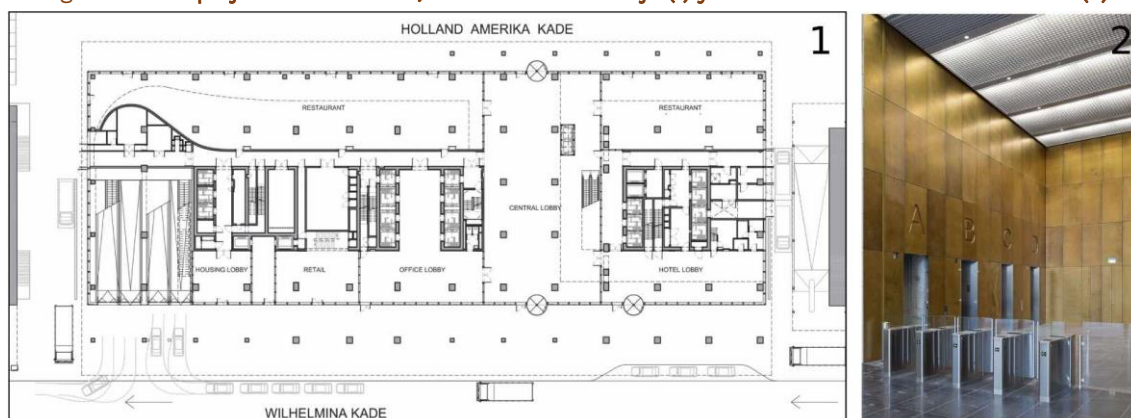 HOLLAND AMERIKA KADE
1
RESTAURANT
RESTAURANT
CENTRAL LOBBY
HOUSING LOBBY
RETAIL
OFFICE LOBBY
HOTEL LOBBY
WILHELMINA KADE
2
A B C